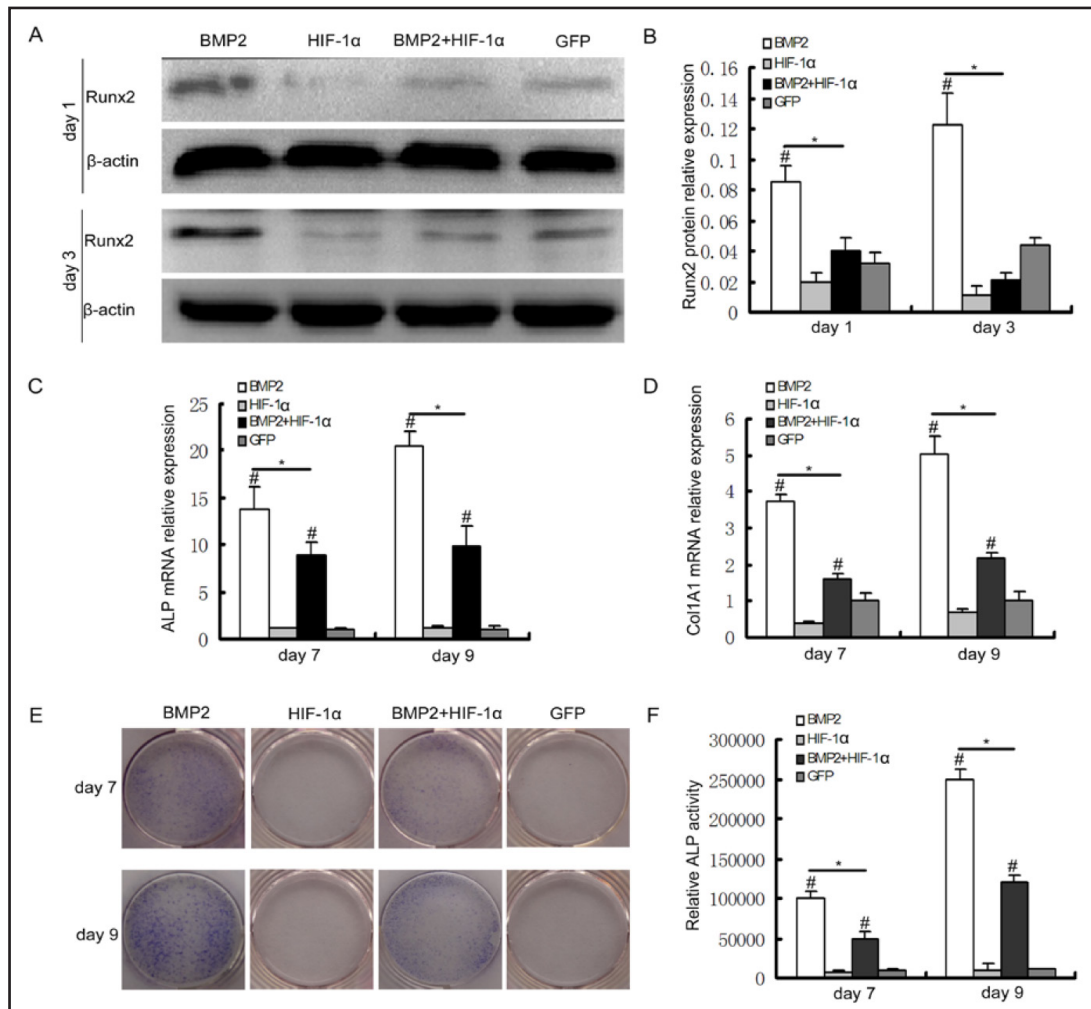 A
BMP2 HIF-1α BMP2+HIF-1α GFP
day 1
Runx2
β-actin
day 3
Runx2
β-actin
B
BMP2
HIF-1α
BMP2+HIF-1α
GFP
Runx2 protein relative expression
0.16
0.14
0.12
0.1
0.08
0.06
0.04
0.02
0
# * # *
day 1 day 3
C
BMP2
HIF-1α
BMP2+HIF-1α
GFP
ALP mRNA relative expression
25
20
15
10
5
0
# * # # * #
day 7 day 9
D
BMP2
HIF-1α
BMP2+HIF-1α
GFP
Col1A1 mRNA relative expression
6
5
4
3
2
1
0
# * # # * #
day 7 day 9
E
BMP2 HIF-1α BMP2+HIF-1α GFP
day 7
day 9
F
BMP2
HIF-1α
BMP2+HIF-1α
GFP
Relative ALP activity
300000
250000
200000
150000
100000
50000
0
# * # # * #
day 7 day 9